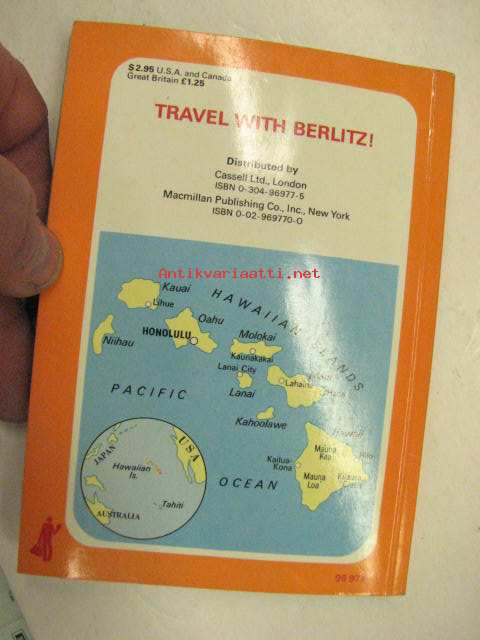 $2.95 U.S.A. and Canada
Great Britain £1.25
TRAVEL WITH BERLITZ!
Distributed by
Cassell Ltd., London
ISBN 0-304-96977-5
Macmillan Publishing Co., Inc., New York
ISBN 0-02-969770-0
Antikvariaatti.net
HAWAIIAN ISLANDS
Kauai
Lihue
Niihau
Oahu
HONOLULU
Molokai
Kaunakakai
Lanai City
Lanai
Lahaina
Kahoolawe
PACIFIC
OCEAN
Hawaii
Mauna
Kea
Hilo
Kailua-
Kona
Mauna
Loa
JAPAN
USA
Hawaiian
Is.
Tahiti
AUSTRALIA